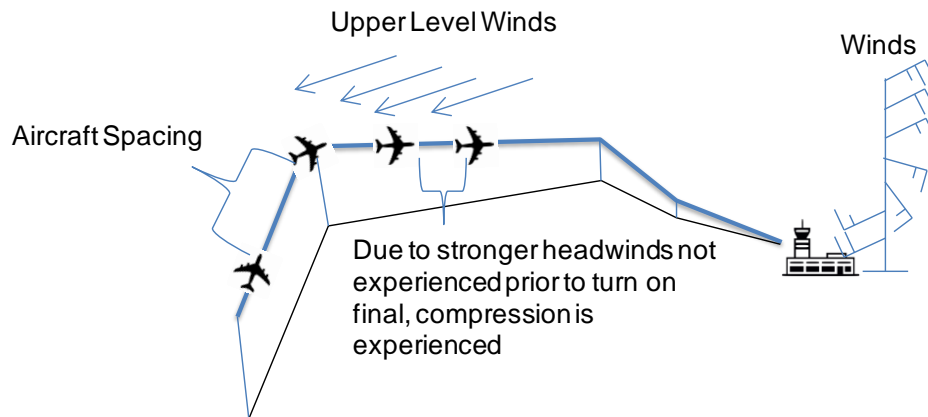 Upper Level Winds
Winds
Aircraft Spacing
Due to stronger headwinds not
experienced prior to turn on
final, compression is
experienced